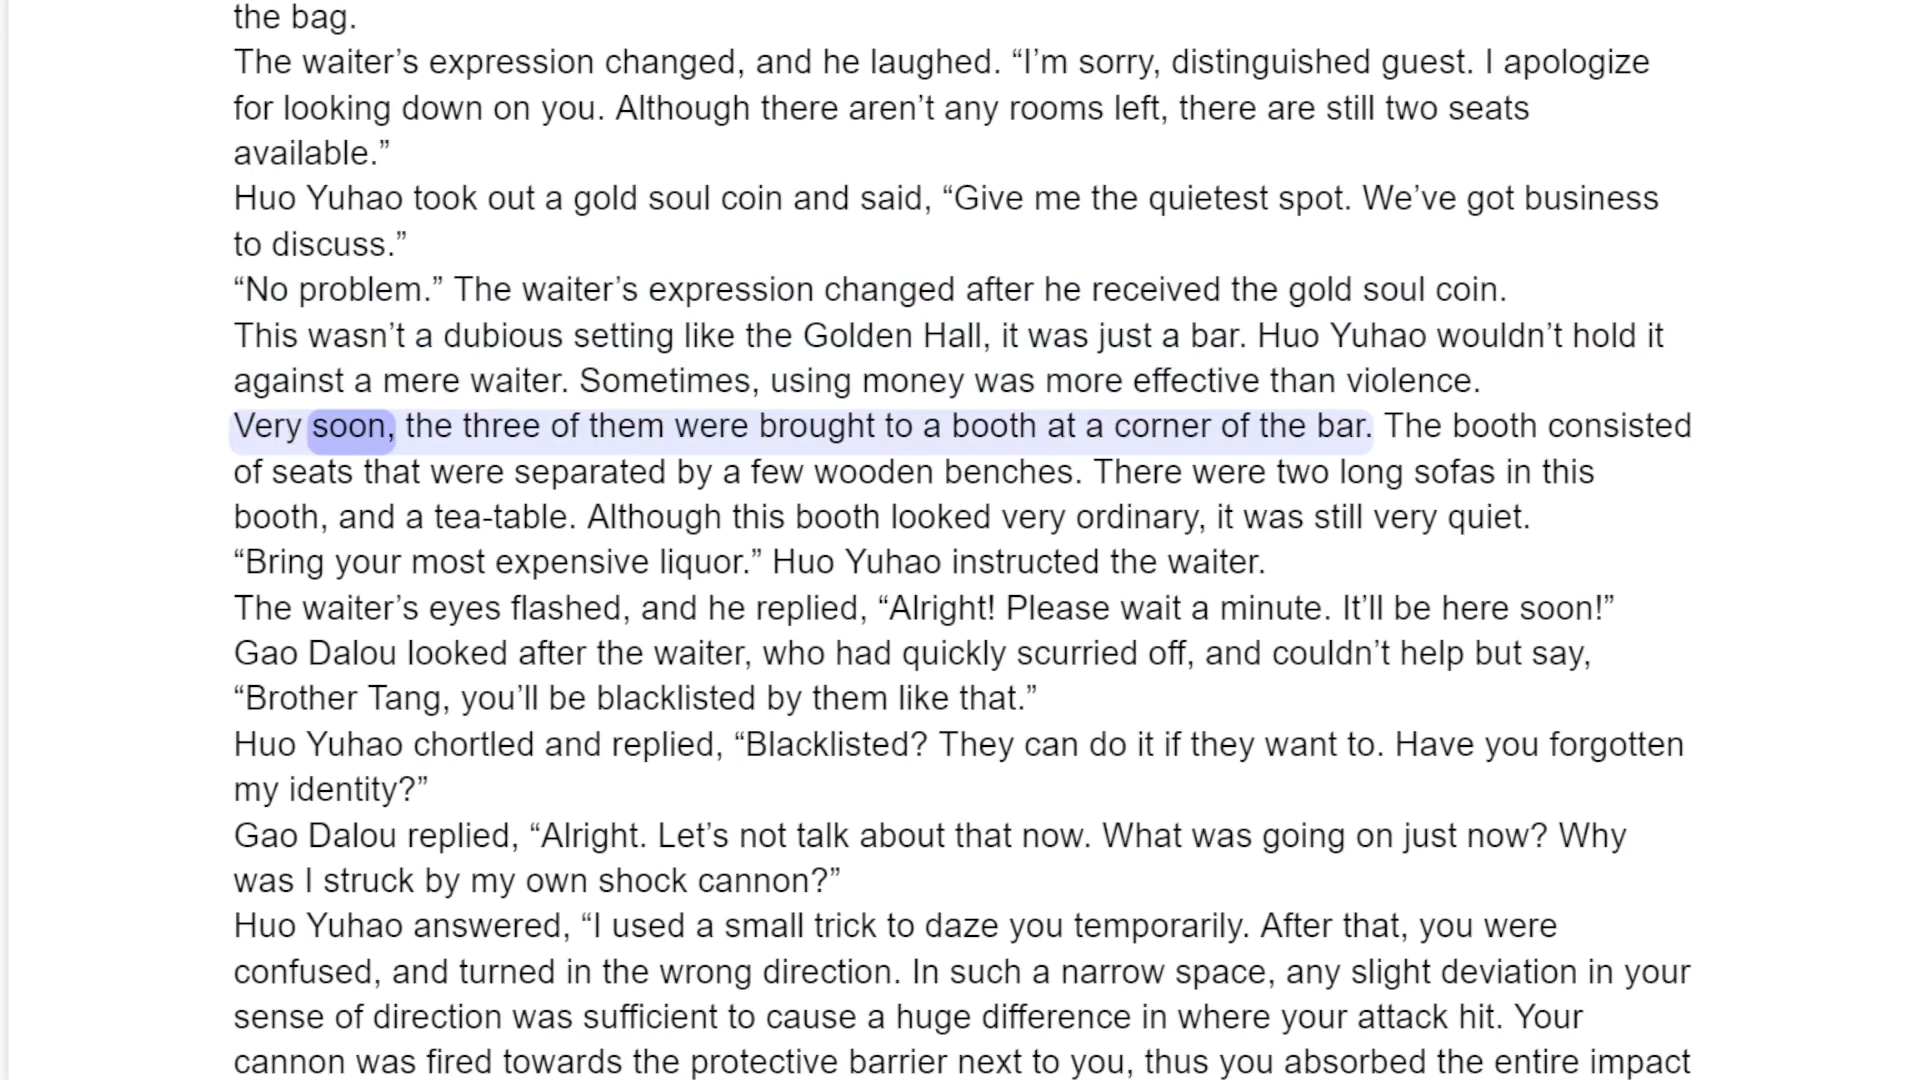 the bag.
The waiter’s expression changed, and he laughed. “I’m sorry, distinguished guest. I apologize
for looking down on you. Although there aren’t any rooms left, there are still two seats
available.”
Huo Yuhao took out a gold soul coin and said, “Give me the quietest spot. We’ve got business
to discuss.”
“No problem.” The waiter’s expression changed after he received the gold soul coin.
This wasn’t a dubious setting like the Golden Hall, it was just a bar. Huo Yuhao wouldn’t hold it
against a mere waiter. Sometimes, using money was more effective than violence.
Very soon, the three of them were brought to a booth at a corner of the bar. The booth consisted
of seats that were separated by a few wooden benches. There were two long sofas in this
booth, and a tea-table. Although this booth looked very ordinary, it was still very quiet.
“Bring your most expensive liquor.” Huo Yuhao instructed the waiter.
The waiter’s eyes flashed, and he replied, “Alright! Please wait a minute. It’ll be here soon!”
Gao Dalou looked after the waiter, who had quickly scurried off, and couldn’t help but say,
“Brother Tang, you’ll be blacklisted by them like that.”
Huo Yuhao chortled and replied, “Blacklisted? They can do it if they want to. Have you forgotten
my identity?”
Gao Dalou replied, “Alright. Let’s not talk about that now. What was going on just now? Why
was I struck by my own shock cannon?”
Huo Yuhao answered, “I used a small trick to daze you temporarily. After that, you were
confused, and turned in the wrong direction. In such a narrow space, any slight deviation in your
sense of direction was sufficient to cause a huge difference in where your attack hit. Your
cannon was fired towards the protective barrier next to you, thus you absorbed the entire impact